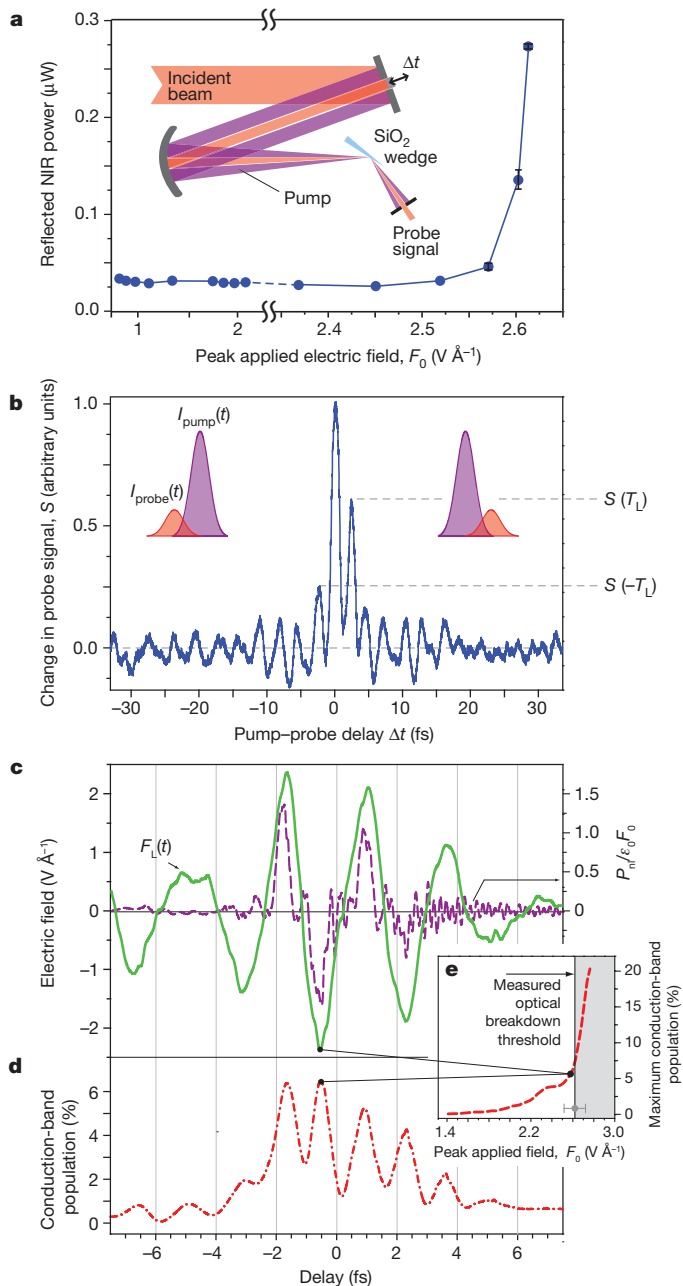 a
Reflected NIR power (μW)
0.3
0.2
0.1
0.0
Incident
beam
Δt
SiO₂
wedge
Pump
Probe
signal
1 2 2.4 2.5 2.6
Peak applied electric field, F₀ (V Å⁻¹)
b
Change in probe signal, S (arbitrary units)
1.0
0.5
0.0
I_pump(t)
I_probe(t)
S (T_L)
S (–T_L)
–30 –20 –10 0 10 20 30
Pump–probe delay Δt (fs)
c
Electric field (V Å⁻¹)
2
1
0
–1
–2
F_L(t)
1.5
1.0
0.5
0
P_nl/ε₀F₀
e
Measured
optical
breakdown
threshold
20
15
10
5
0
Maximum conduction-band
population (%)
1.4 2.2 3.0
Peak applied field, F₀ (V Å⁻¹)
d
Conduction-band
population (%)
6
4
2
0
–6 –4 –2 0 2 4 6
Delay (fs)